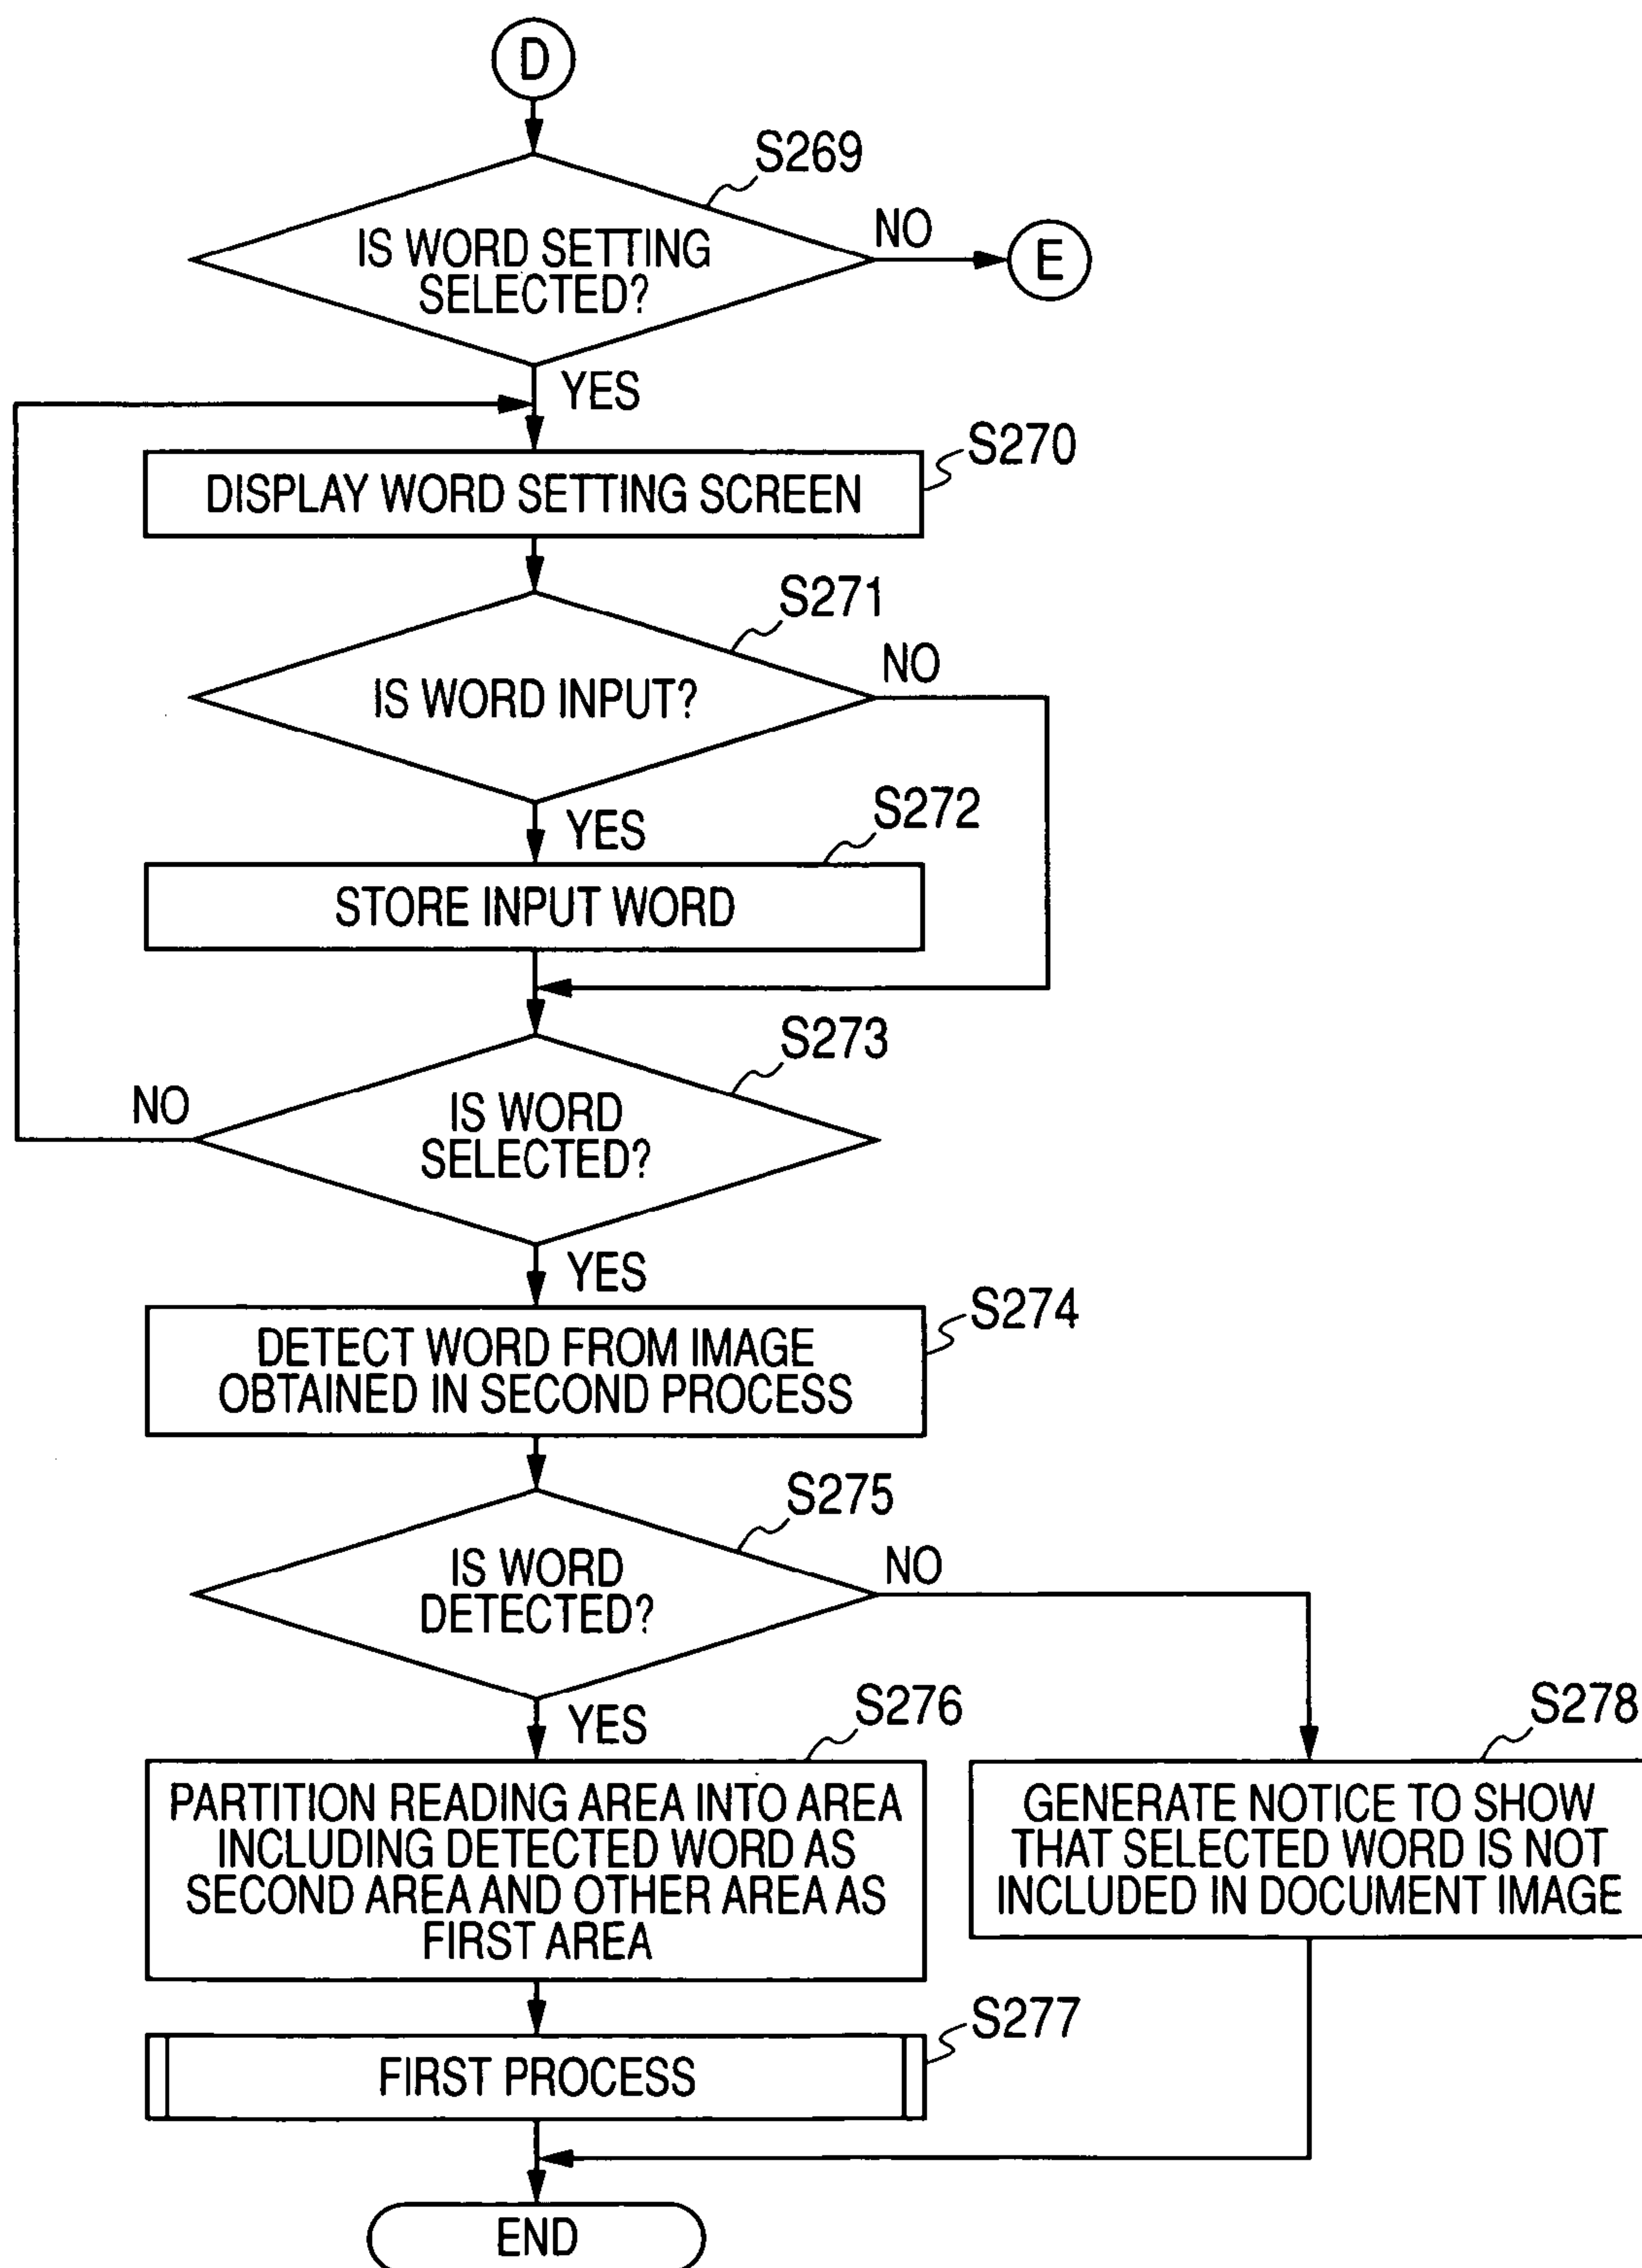 D
S269
IS WORD SETTING
SELECTED?
NO
E
YES
S270
DISPLAY WORD SETTING SCREEN
S271
IS WORD INPUT?
NO
YES
S272
STORE INPUT WORD
S273
IS WORD
SELECTED?
NO
YES
S274
DETECT WORD FROM IMAGE
OBTAINED IN SECOND PROCESS
S275
IS WORD
DETECTED?
NO
YES
S276
PARTITION READING AREA INTO AREA
INCLUDING DETECTED WORD AS
SECOND AREA AND OTHER AREA AS
FIRST AREA
S278
GENERATE NOTICE TO SHOW
THAT SELECTED WORD IS NOT
INCLUDED IN DOCUMENT IMAGE
S277
FIRST PROCESS
END